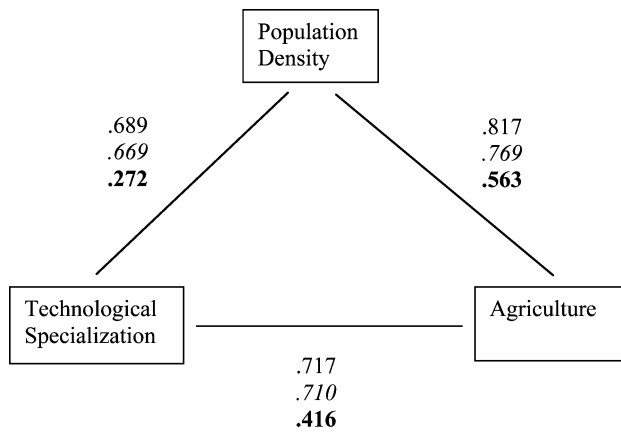 Population
Density
.689
.669
.272
.817
.769
.563
Technological
Specialization
Agriculture
.717
.710
.416